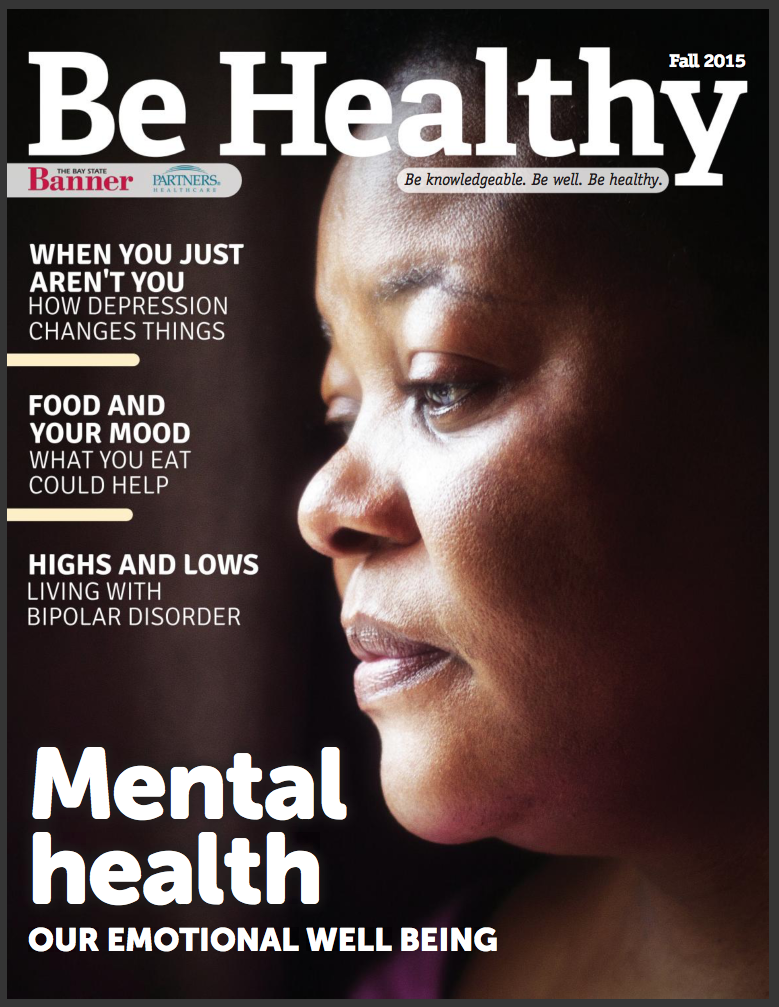 Fall 2015
Be Healthy
THE BAY STATE
Banner
PARTNERS®
HEALTHCARE
Be knowledgeable. Be well. Be healthy.
WHEN YOU JUST
AREN'T YOU
HOW DEPRESSION
CHANGES THINGS
FOOD AND
YOUR MOOD
WHAT YOU EAT
COULD HELP
HIGHS AND LOWS
LIVING WITH
BIPOLAR DISORDER
Mental
health
OUR EMOTIONAL WELL BEING